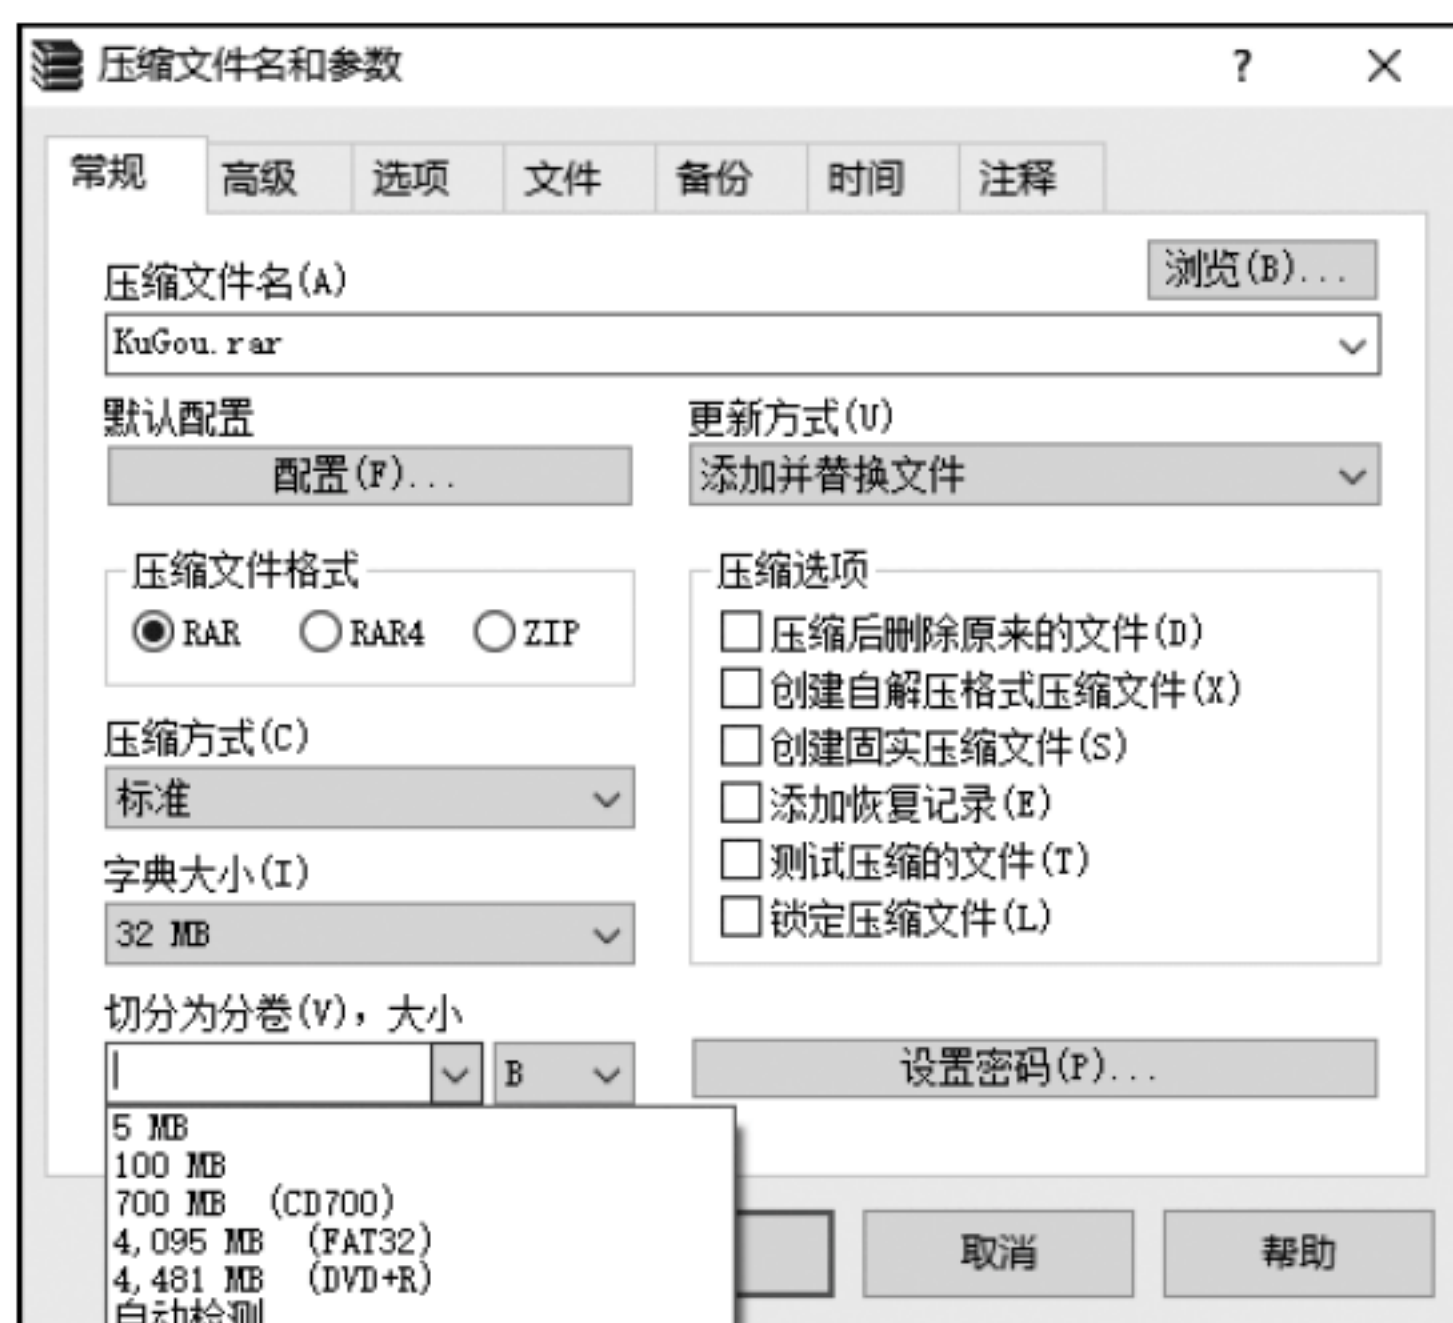 压缩文件名和参数
?
常规 高级 选项 文件 备份 时间 注释
压缩文件名(A)
浏览(B)...
KuGou.rar
默认配置
更新方式(U)
配置(F)...
添加并替换文件
压缩文件格式
压缩选项
RAR RAR4 ZIP
压缩后删除原来的文件(D)
创建自解压格式压缩文件(X)
压缩方式(C)
创建固实压缩文件(S)
标准
添加恢复记录(E)
字典大小(I)
测试压缩的文件(T)
32 MB
锁定压缩文件(L)
切分为分卷(V),大小
B
设置密码(P)...
5 MB
100 MB
700 MB (CD700)
4,095 MB (FAT32)
4,481 MB (DVD+R)
自动检测
取消
帮助